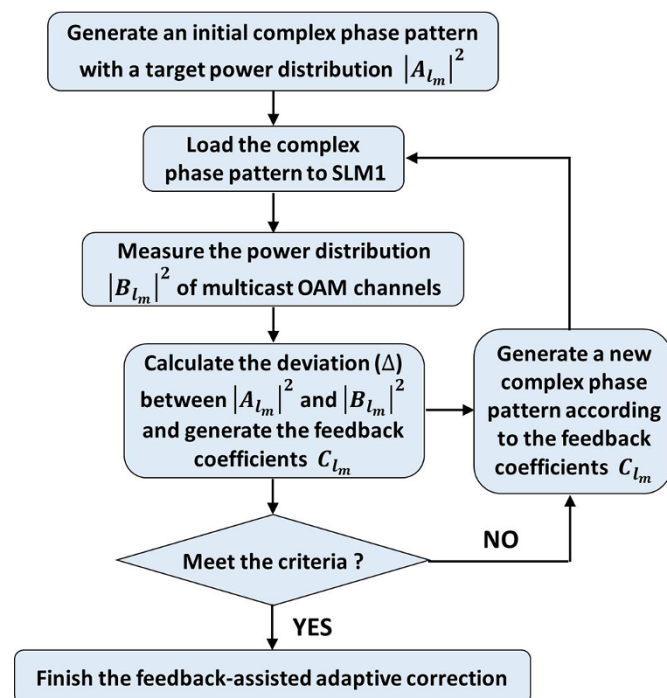 Generate an initial complex phase pattern
with a target power distribution |A_{l_m}|^2
Load the complex
phase pattern to SLM1
Measure the power distribution
|B_{l_m}|^2 of multicast OAM channels
Calculate the deviation (Δ)
between |A_{l_m}|^2 and |B_{l_m}|^2
and generate the feedback
coefficients C_{l_m}
Generate a new
complex phase
pattern according
to the feedback
coefficients C_{l_m}
Meet the criteria ?
NO
YES
Finish the feedback-assisted adaptive correction